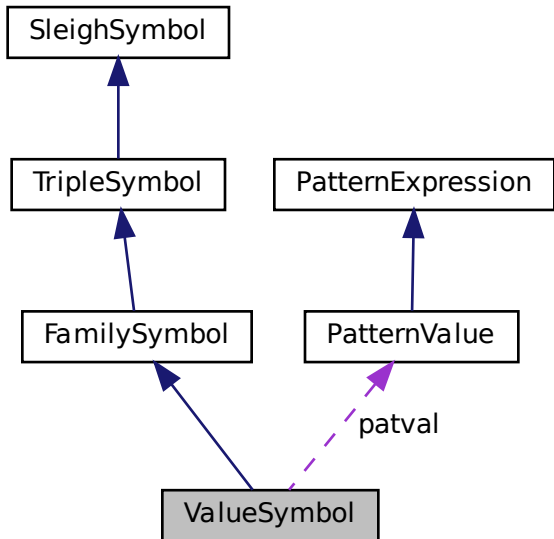 SleighSymbol
TripleSymbol
PatternExpression
FamilySymbol
PatternValue
patval
ValueSymbol